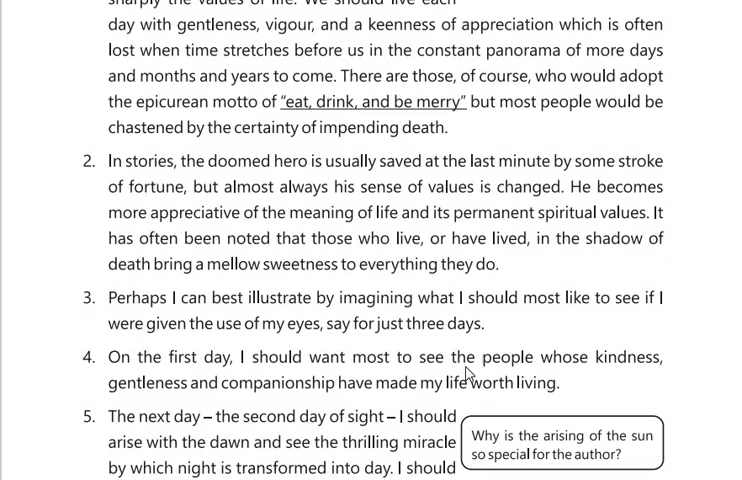 sharply the values of life. We should live each
day with gentleness, vigour, and a keenness of appreciation which is often
lost when time stretches before us in the constant panorama of more days
and months and years to come. There are those, of course, who would adopt
the epicurean motto of “eat, drink, and be merry” but most people would be
chastened by the certainty of impending death.
2. In stories, the doomed hero is usually saved at the last minute by some stroke
of fortune, but almost always his sense of values is changed. He becomes
more appreciative of the meaning of life and its permanent spiritual values. It
has often been noted that those who live, or have lived, in the shadow of
death bring a mellow sweetness to everything they do.
3. Perhaps I can best illustrate by imagining what I should most like to see if I
were given the use of my eyes, say for just three days.
4. On the first day, I should want most to see the people whose kindness,
gentleness and companionship have made my life worth living.
5. The next day – the second day of sight – I should
arise with the dawn and see the thrilling miracle
by which night is transformed into day. I should
Why is the arising of the sun
so special for the author?